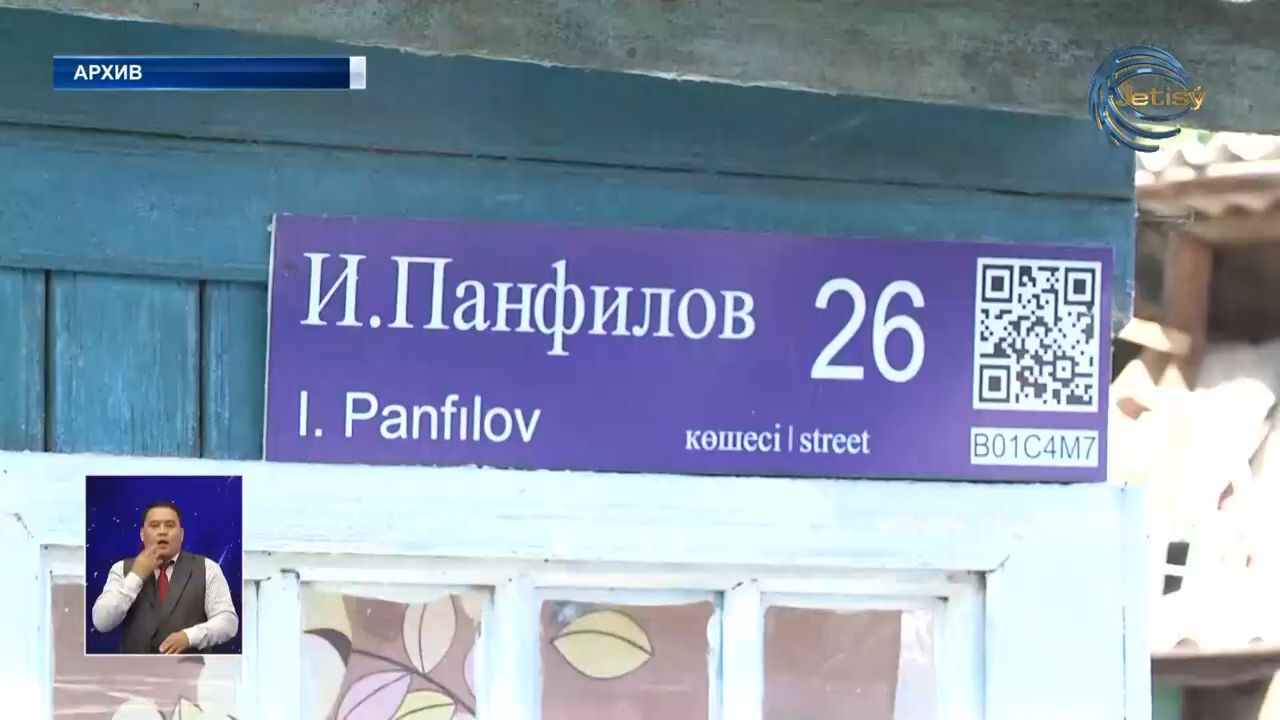 АРХИВ
Jetisý
И.Панфилов
26
I. Panfılov
көшесі | street
B01C4M7